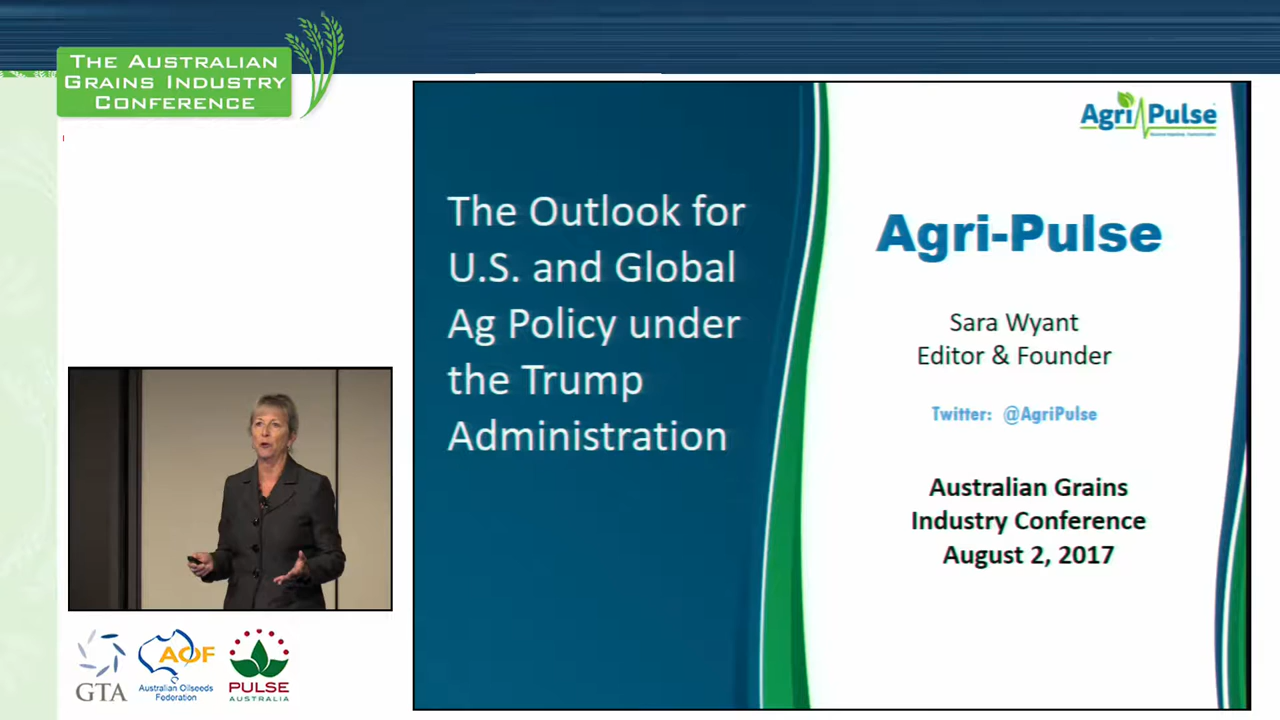 THE AUSTRALIAN
GRAINS INDUSTRY
CONFERENCE
Agri Pulse
The Outlook for
U.S. and Global
Ag Policy under
the Trump
Administration
Agri-Pulse
Sara Wyant
Editor & Founder
Twitter: @AgriPulse
Australian Grains
Industry Conference
August 2, 2017
GTA
AOF
Australian Oilseeds
Federation
PULSE
AUSTRALIA